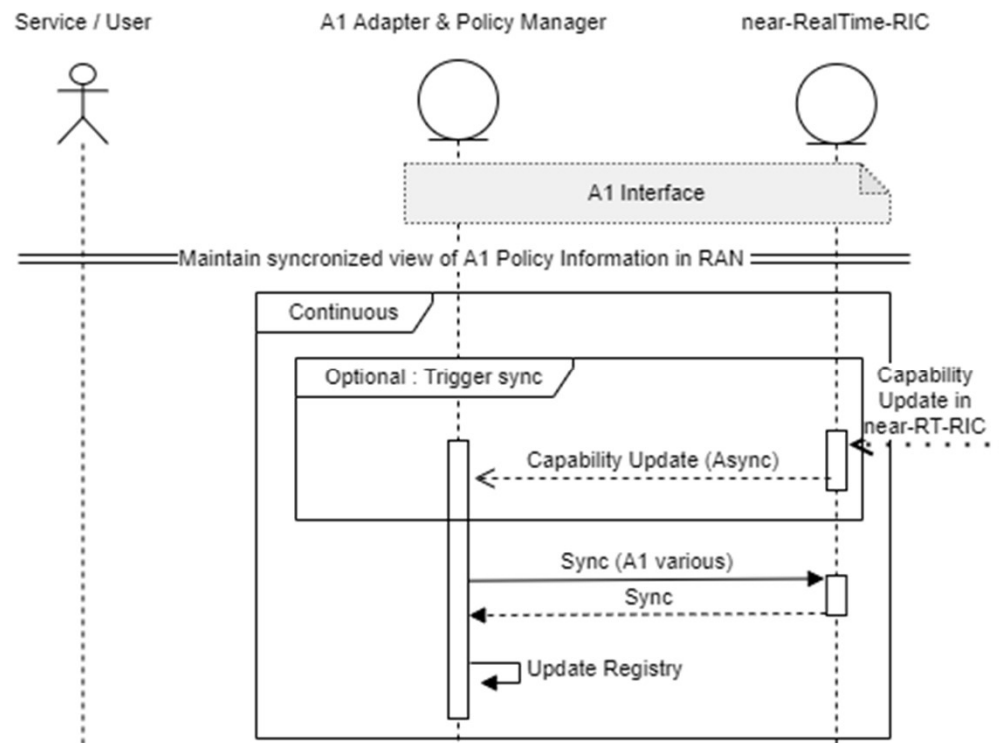 Service / User
A1 Adapter & Policy Manager
near-RealTime-RIC
A1 Interface
Maintain syncronized view of A1 Policy Information in RAN
Continuous
Optional : Trigger sync
Capability
Update in
near-RT-RIC
Capability Update (Async)
Sync (A1 various)
Sync
Update Registry